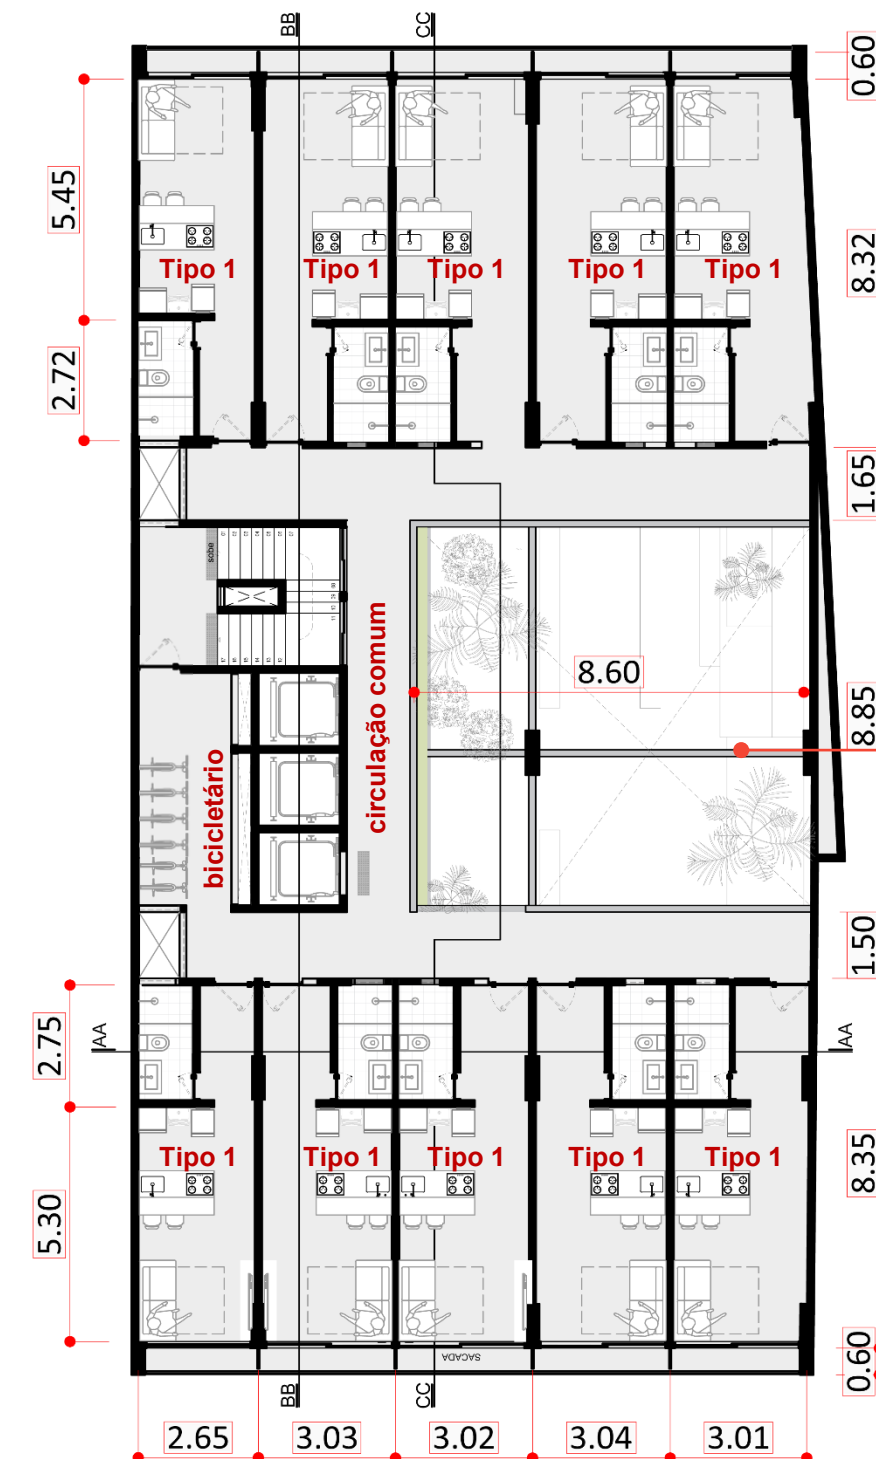 BB
CC
0.60
5.45
8.32
Tipo 1
Tipo 1
Tipo 1
Tipo 1
Tipo 1
2.72
1.65
sobe
circulação comum
8.60
8.85
bicicletário
1.50
2.75
AA
AA
Tipo 1
Tipo 1
Tipo 1
Tipo 1
Tipo 1
8.35
5.30
SACADA
0.60
BB
CC
2.65
3.03
3.02
3.04
3.01